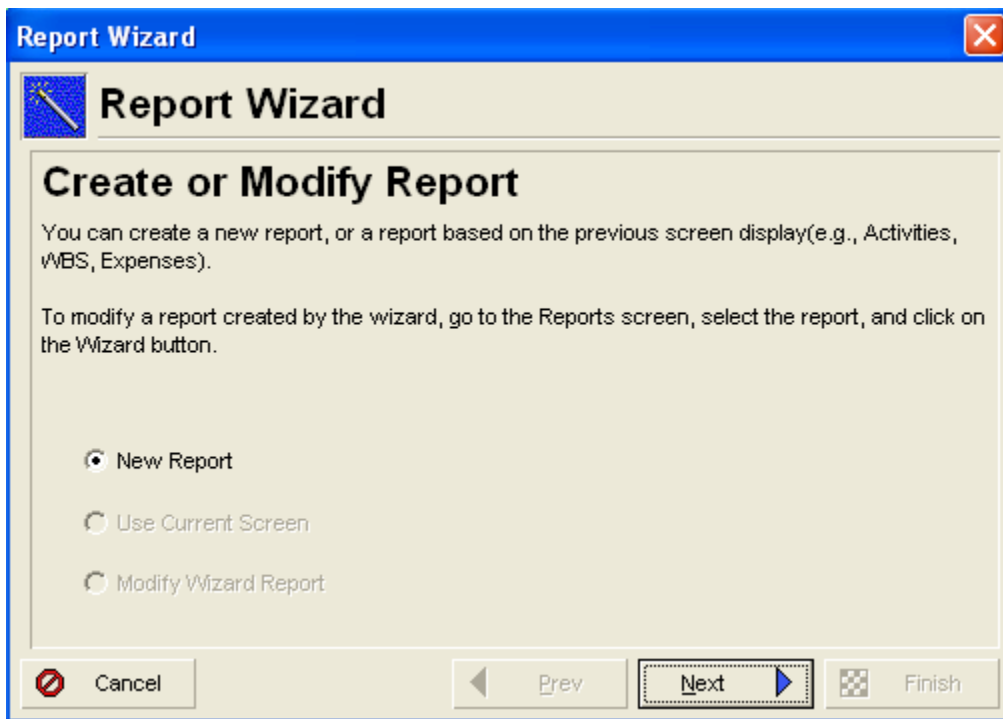 Report Wizard
Report Wizard
Create or Modify Report
You can create a new report, or a report based on the previous screen display(e.g., Activities,
WBS, Expenses).
To modify a report created by the wizard, go to the Reports screen, select the report, and click on
the Wizard button.
New Report
Use Current Screen
Modify Wizard Report
Cancel Prev Next Finish